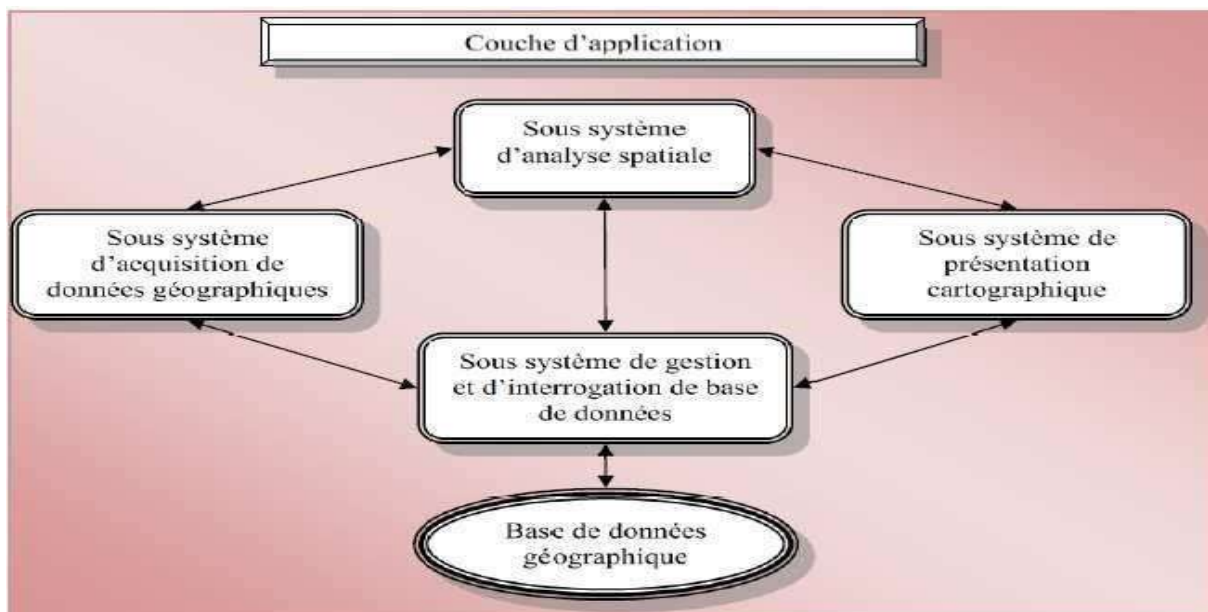 Couche d'application
Sous système
d'analyse spatiale
Sous système
d'acquisition de
données géographiques
Sous système de
présentation
cartographique
Sous système de gestion
et d'interrogation de base
de données
Base de données
géographique